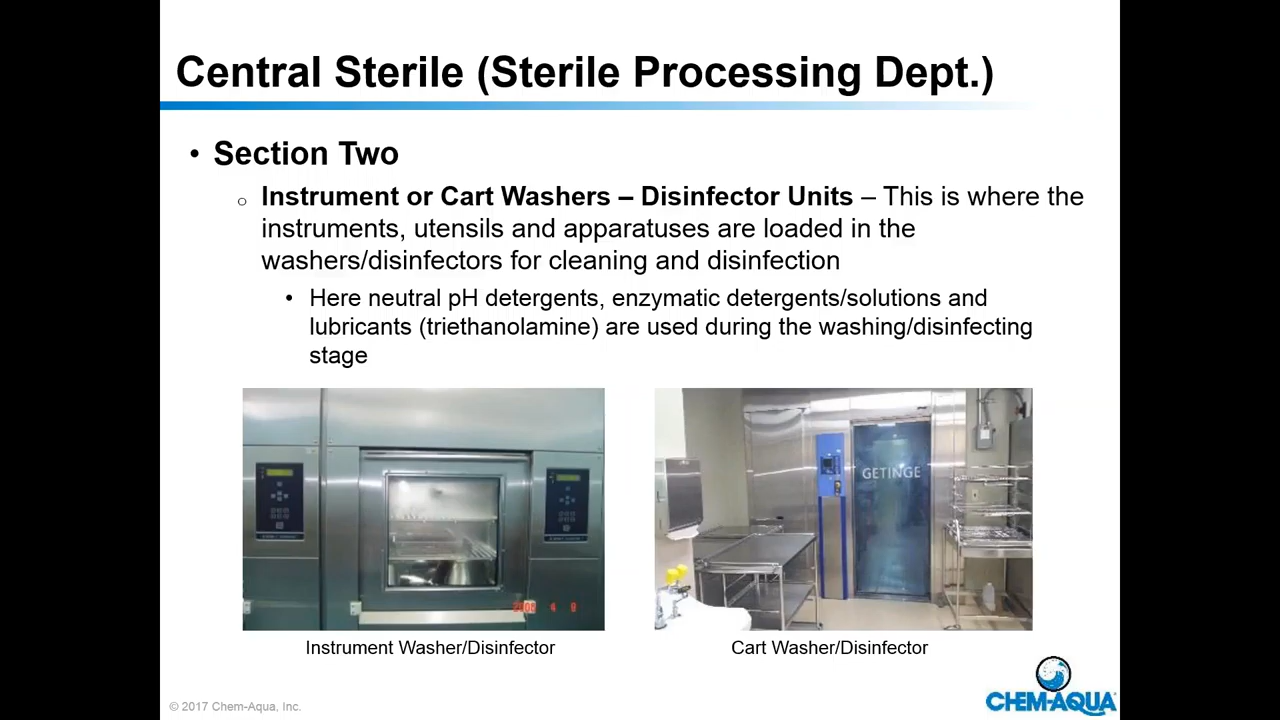 Central Sterile (Sterile Processing Dept.)
• Section Two
○ Instrument or Cart Washers – Disinfector Units – This is where the
instruments, utensils and apparatuses are loaded in the
washers/disinfectors for cleaning and disinfection
• Here neutral pH detergents, enzymatic detergents/solutions and
lubricants (triethanolamine) are used during the washing/disinfecting
stage
GETINGE
Instrument Washer/Disinfector
Cart Washer/Disinfector
CHEM-AQUA
© 2017 Chem-Aqua, Inc.